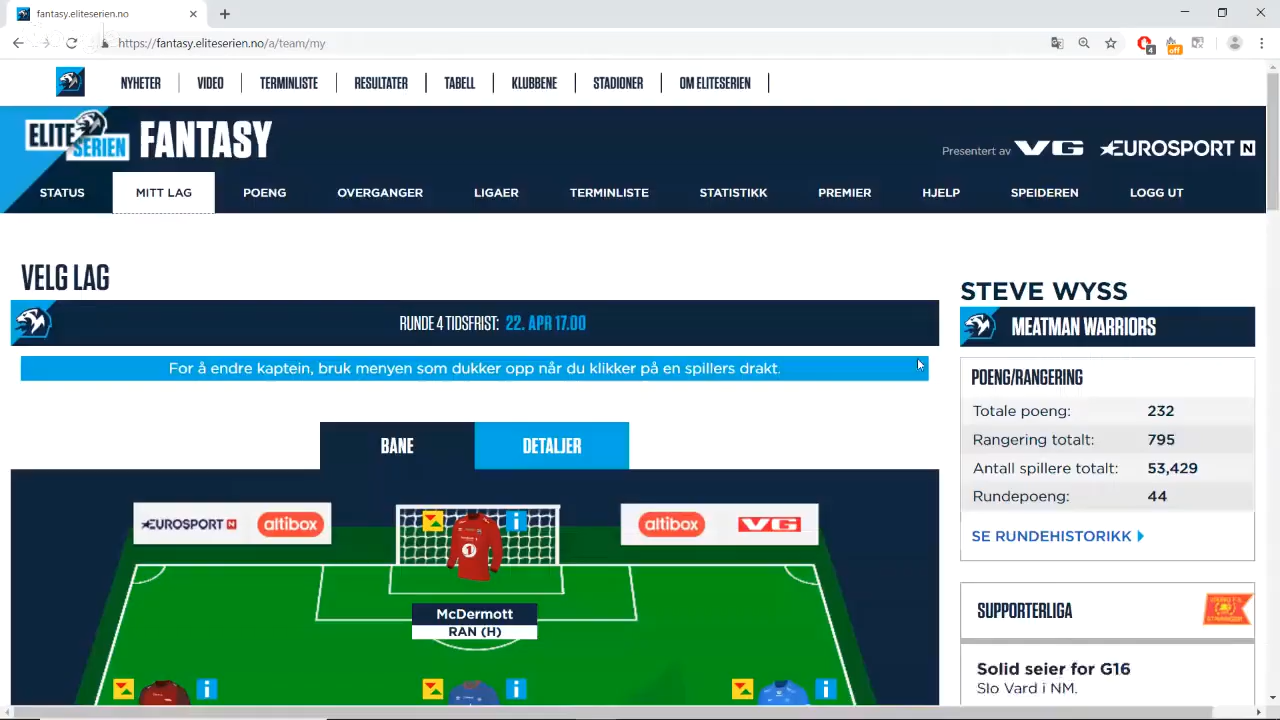 fantasy.eliteserien.no
https://fantasy.eliteserien.no/a/team/my
4
off
NYHETER
VIDEO
TERMINLISTE
RESULTATER
TABELL
KLUBBENE
STADIONER
OM ELITESERIEN
ELITE
SERIEN
FANTASY
Presentert av VG EUROSPORT N
STATUS
MITT LAG
POENG
OVERGANGER
LIGAER
TERMINLISTE
STATISTIKK
PREMIER
HJELP
SPEIDEREN
LOGG UT
VELG LAG
RUNDE 4 TIDSFRIST: 22. APR 17.00
For å endre kaptein, bruk menyen som dukker opp når du klikker på en spillers drakt.
BANE
DETALJER
EUROSPORT N altibox
altibox VG
i
1
McDermott
RAN (H)
i
i
i
STEVE WYSS
MEATMAN WARRIORS
POENG/RANGERING
Totale poeng: 232
Rangering totalt: 795
Antall spillere totalt: 53,429
Rundepoeng: 44
SE RUNDEHISTORIKK
SUPPORTERLIGA
Solid seier for G16
Slo Vard i NM.